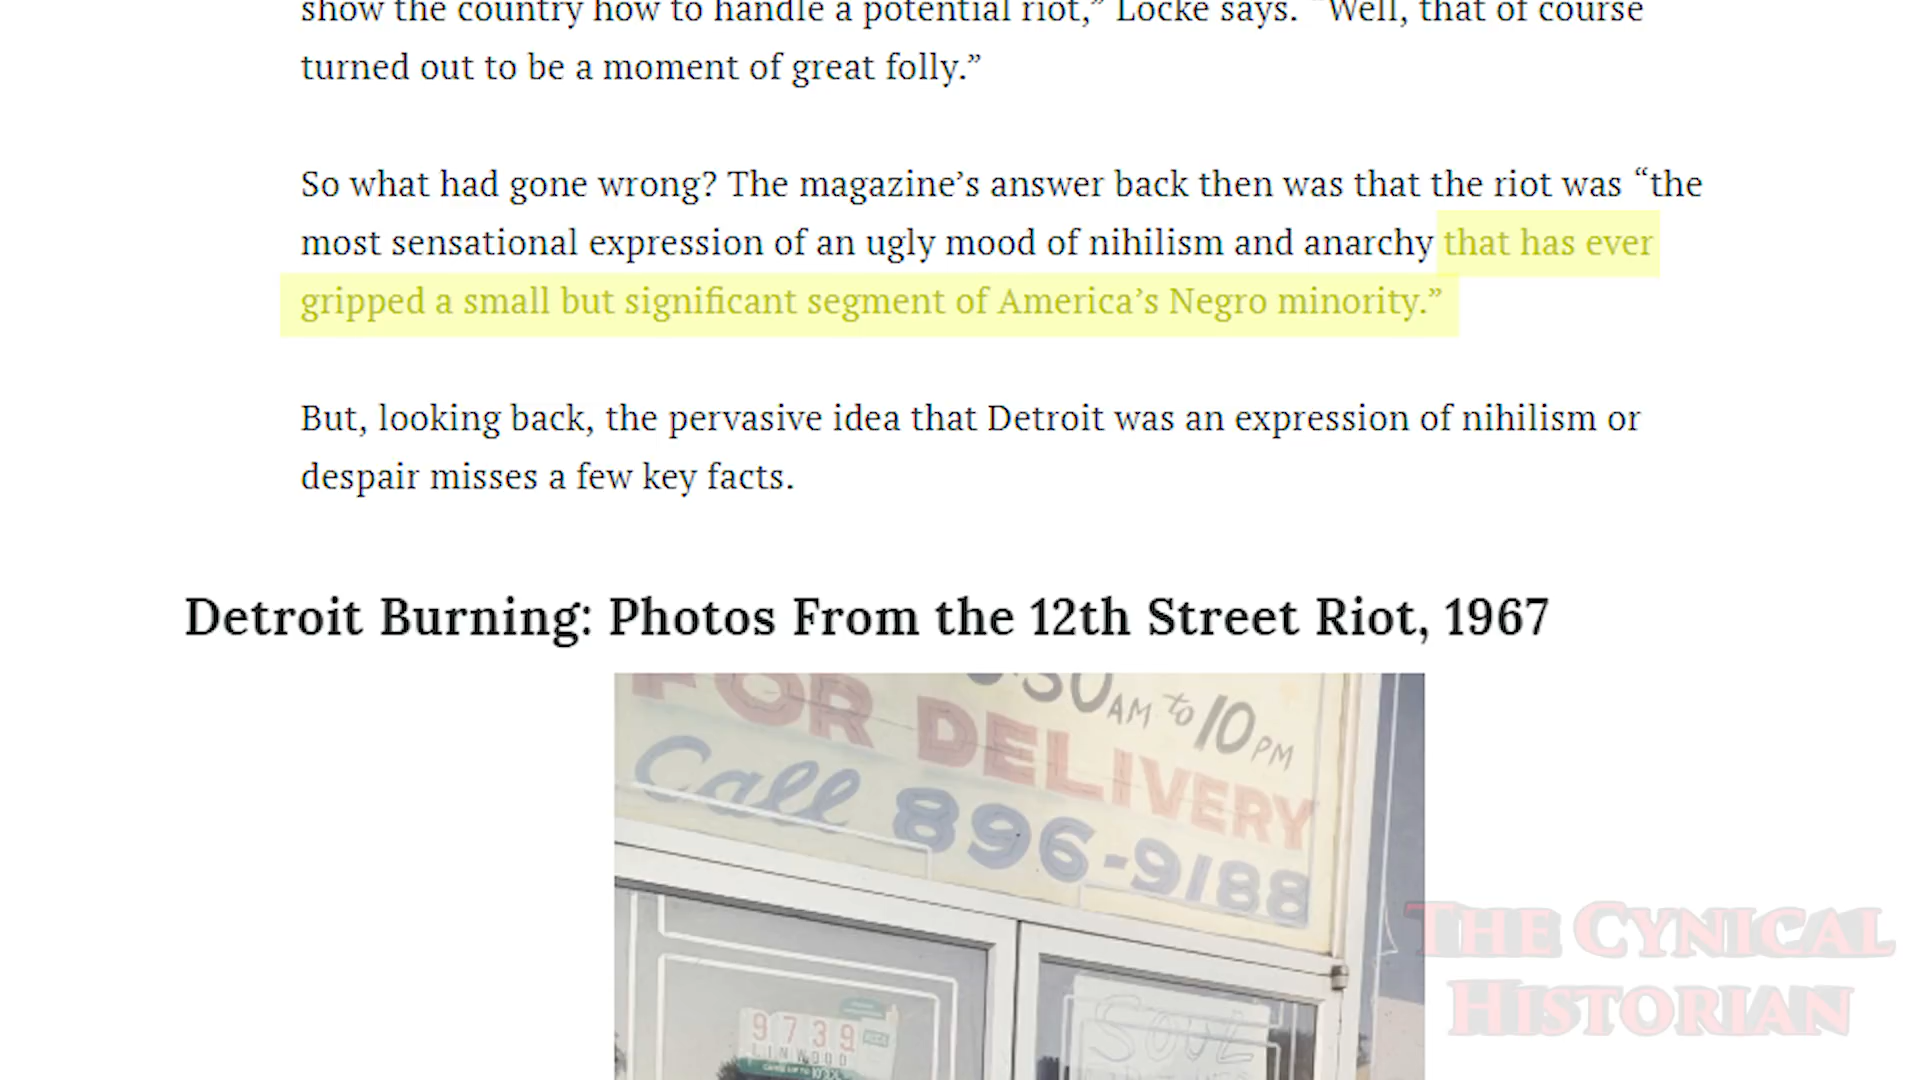 show the country how to handle a potential riot,” Locke says. “Well, that of course
turned out to be a moment of great folly.”
So what had gone wrong? The magazine’s answer back then was that the riot was “the
most sensational expression of an ugly mood of nihilism and anarchy that has ever
gripped a small but significant segment of America’s Negro minority.”
But, looking back, the pervasive idea that Detroit was an expression of nihilism or
despair misses a few key facts.
Detroit Burning: Photos From the 12th Street Riot, 1967
30 AM to 10 PM
FOR DELIVERY
Call 896-9188
9739
LINWOOD
SOUL
THE CYNICAL
HISTORIAN